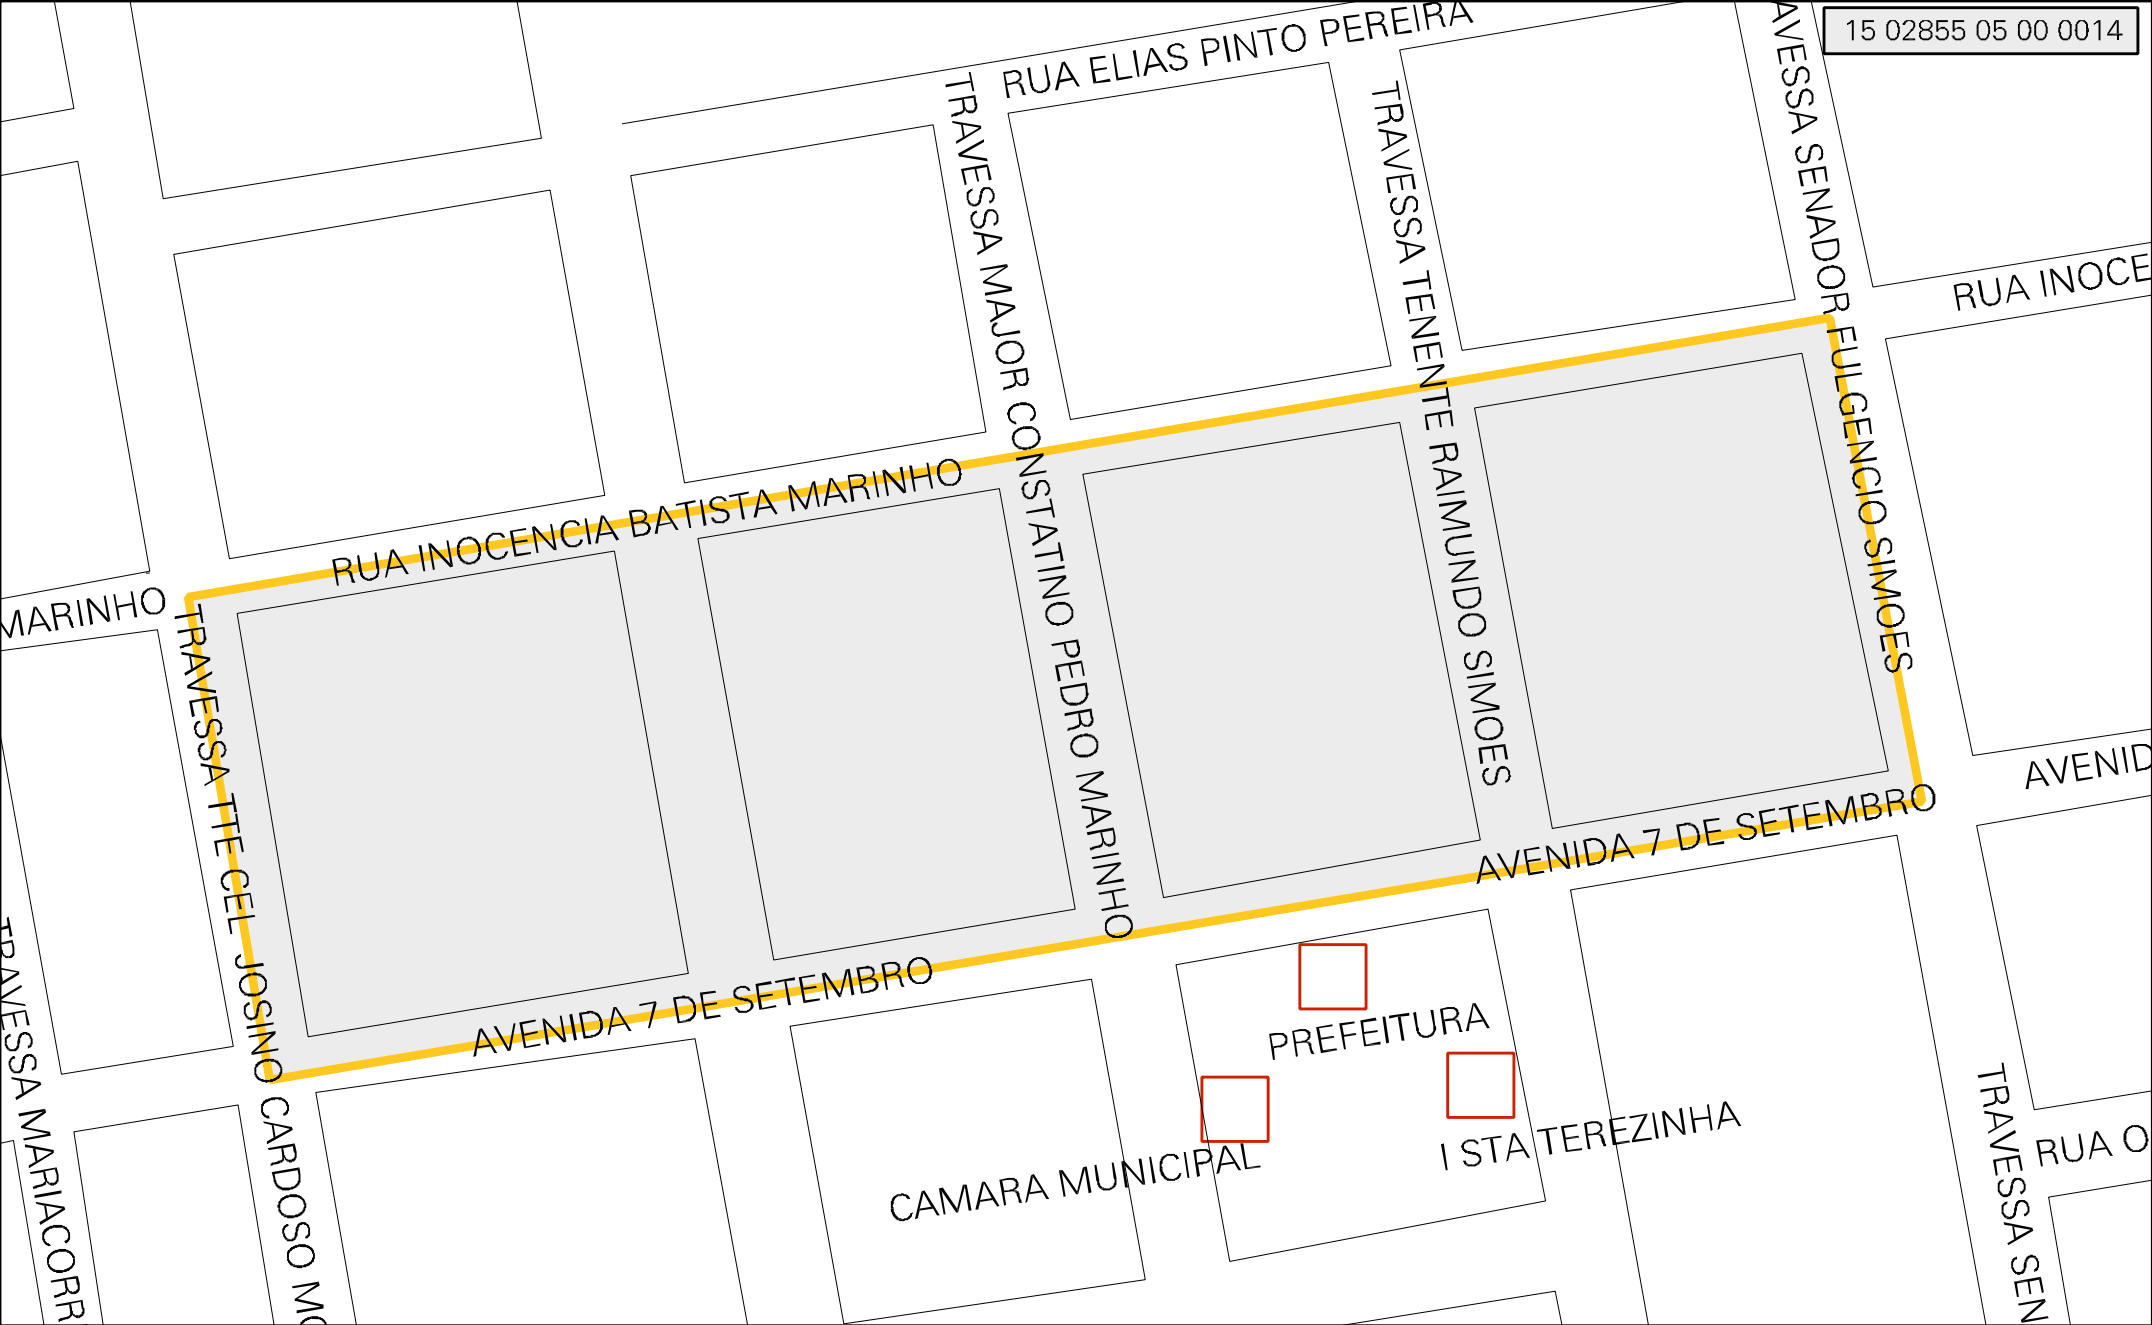 15 02855 05 00 0014
RUA ELIAS PINTO PEREIRA
TRAVESSA MAJOR CONSTATINO PEDRO MARINHO
TRAVESSA TENENTE RAIMUNDO SIMOES
AVESSA SENADOR FULGENCIO SIMOES
RUA INOCE
RUA INOCENCIA BATISTA MARINHO
MARINHO
TRAVESSA TTE CEL JOSINO CARDOSO MO
AVENID
AVENIDA 7 DE SETEMBRO
AVENIDA 7 DE SETEMBRO
TRAVESSA MARIACORR
PREFEITURA
CAMARA MUNICIPAL
I STA TEREZINHA
TRAVESSA SEN
RUA O